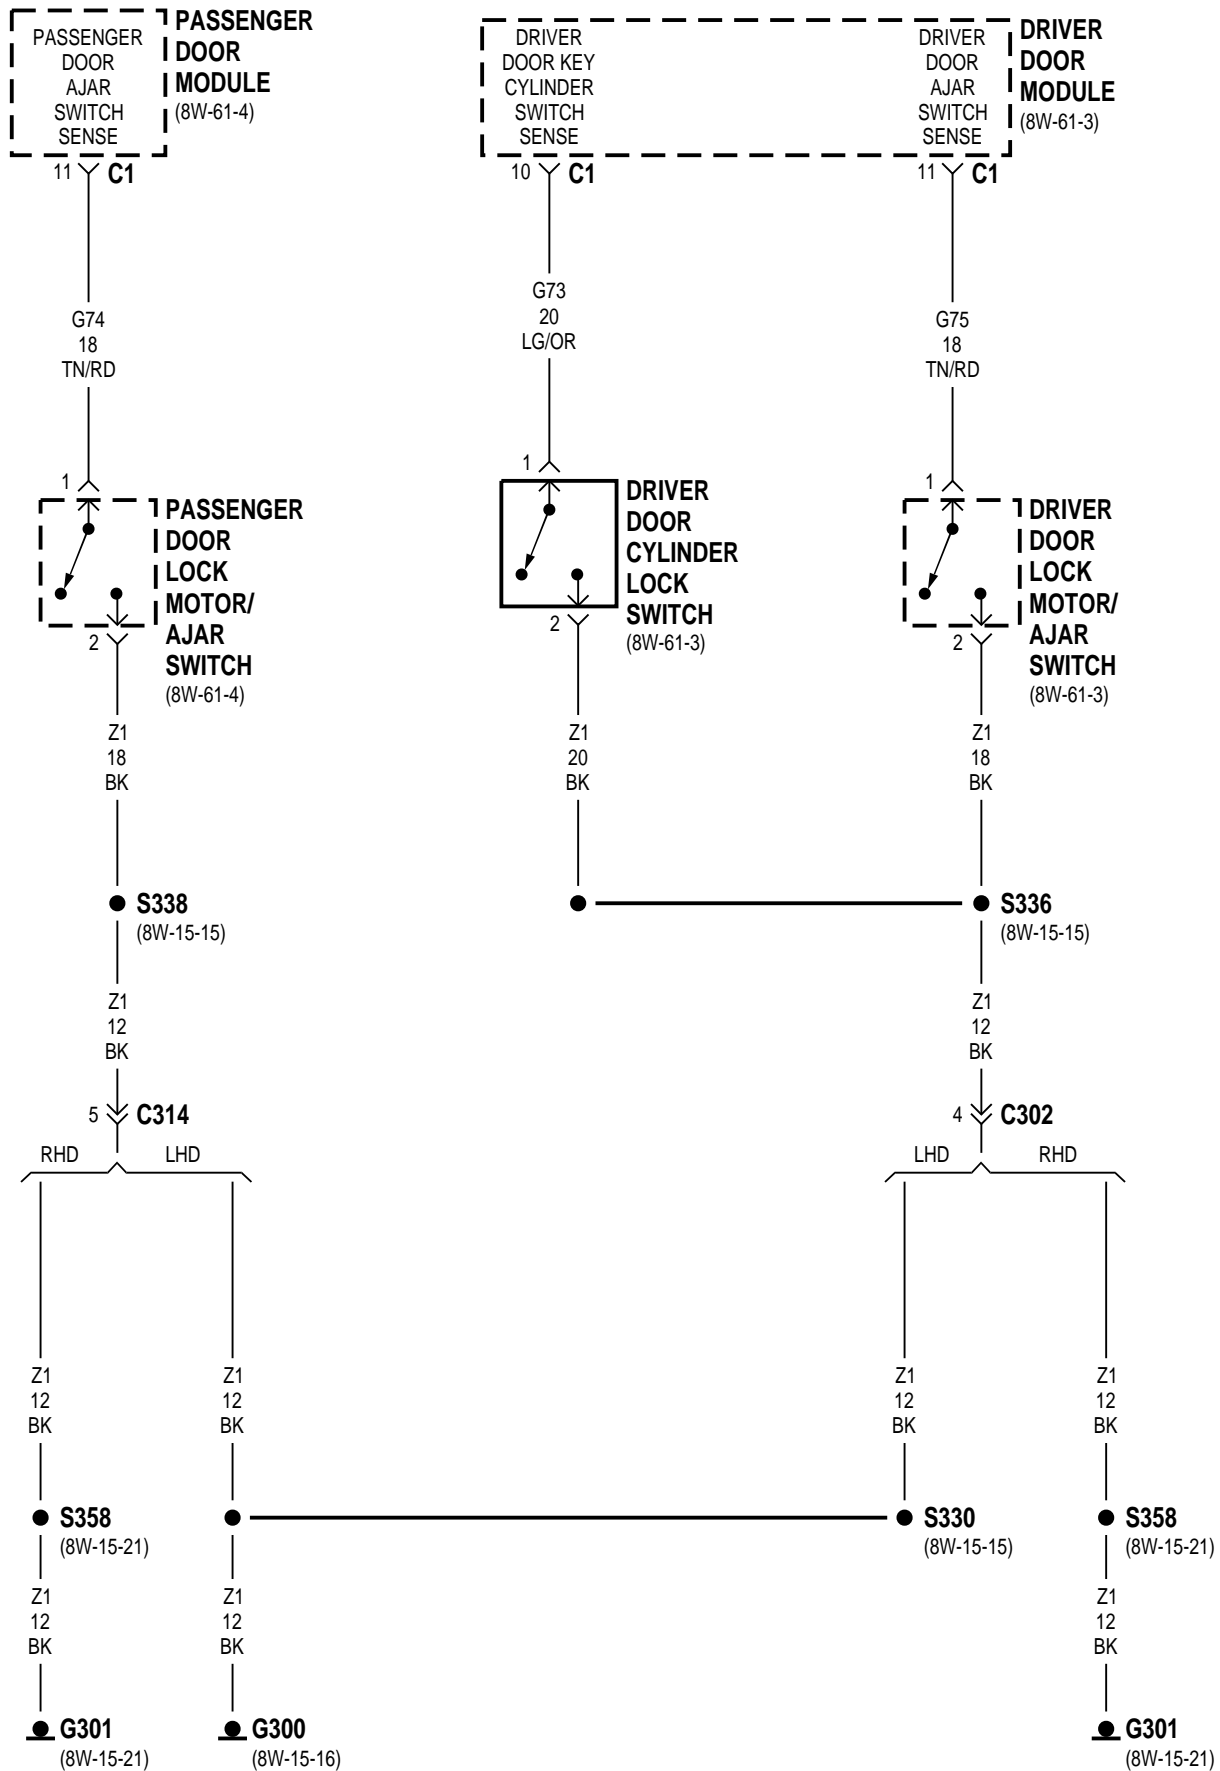 PASSENGER
DOOR
AJAR
SWITCH
SENSE
PASSENGER
DOOR
MODULE
(8W-61-4)
DRIVER
DOOR KEY
CYLINDER
SWITCH
SENSE
DRIVER
DOOR
AJAR
SWITCH
SENSE
DRIVER
DOOR
MODULE
(8W-61-3)
11 C1
10 C1
11 C1
G74
18
TN/RD
G73
20
LG/OR
G75
18
TN/RD
1
1
1
PASSENGER
DOOR
LOCK
MOTOR/
AJAR
SWITCH
(8W-61-4)
DRIVER
DOOR
CYLINDER
LOCK
SWITCH
(8W-61-3)
DRIVER
DOOR
LOCK
MOTOR/
AJAR
SWITCH
(8W-61-3)
2
2
2
Z1
18
BK
Z1
20
BK
Z1
18
BK
S338
(8W-15-15)
S336
(8W-15-15)
Z1
12
BK
Z1
12
BK
5 C314
4 C302
RHD LHD
LHD RHD
Z1
12
BK
Z1
12
BK
Z1
12
BK
Z1
12
BK
S358
(8W-15-21)
S330
(8W-15-15)
S358
(8W-15-21)
Z1
12
BK
Z1
12
BK
Z1
12
BK
G301
(8W-15-21)
G300
(8W-15-16)
G301
(8W-15-21)